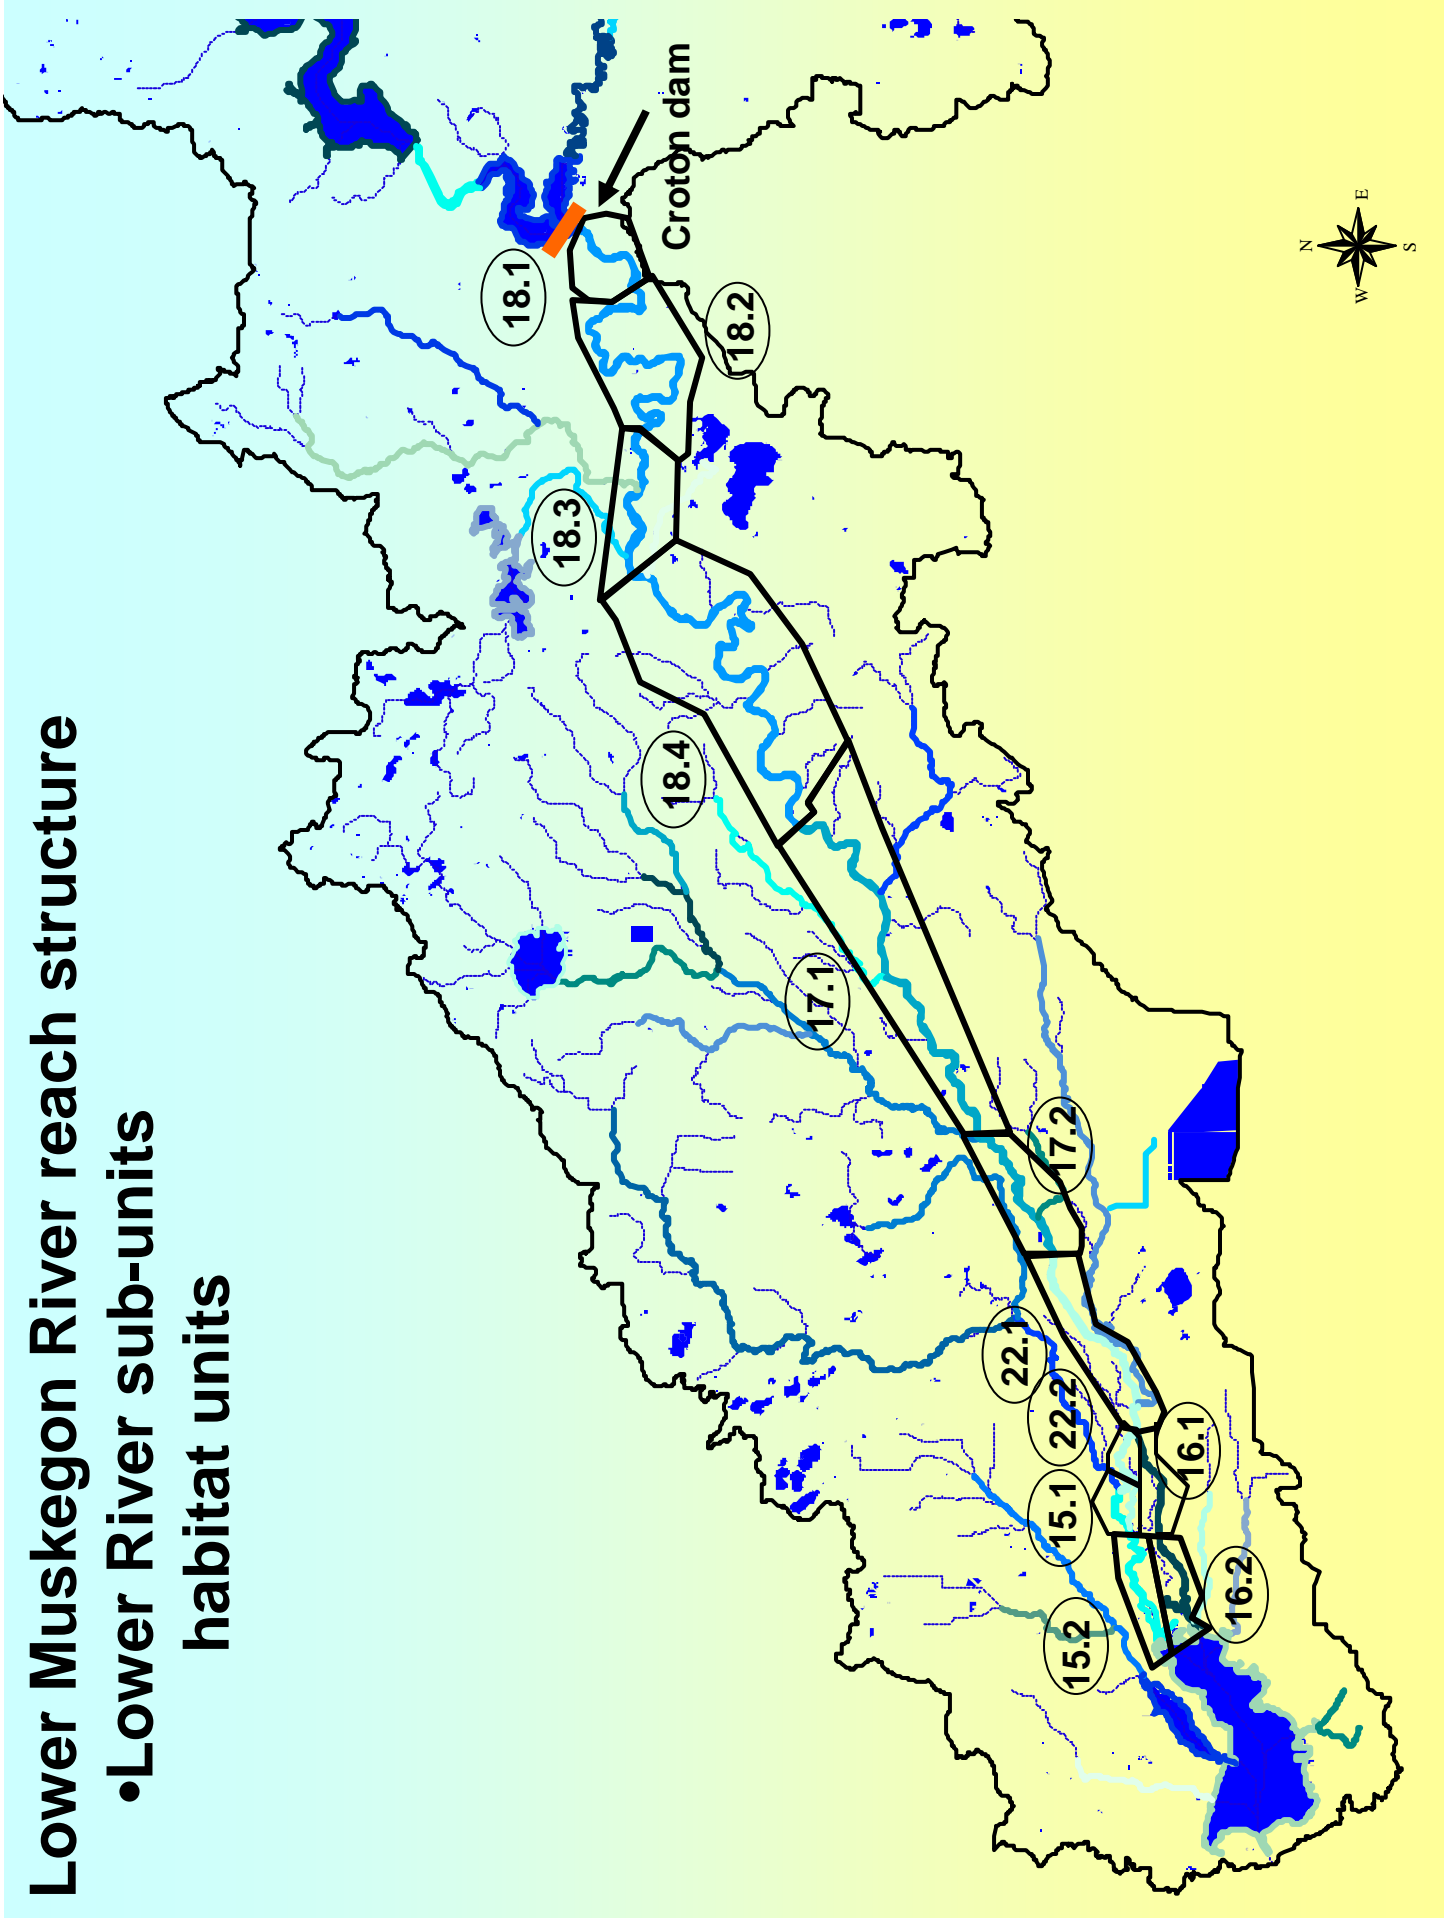 Lower Muskegon River reach structure
•Lower River sub-units
habitat units
Croton dam
18.1
18.2
18.3
18.4
17.1
17.2
22.1
22.2
15.1
16.1
15.2
16.2
N
W
E
S